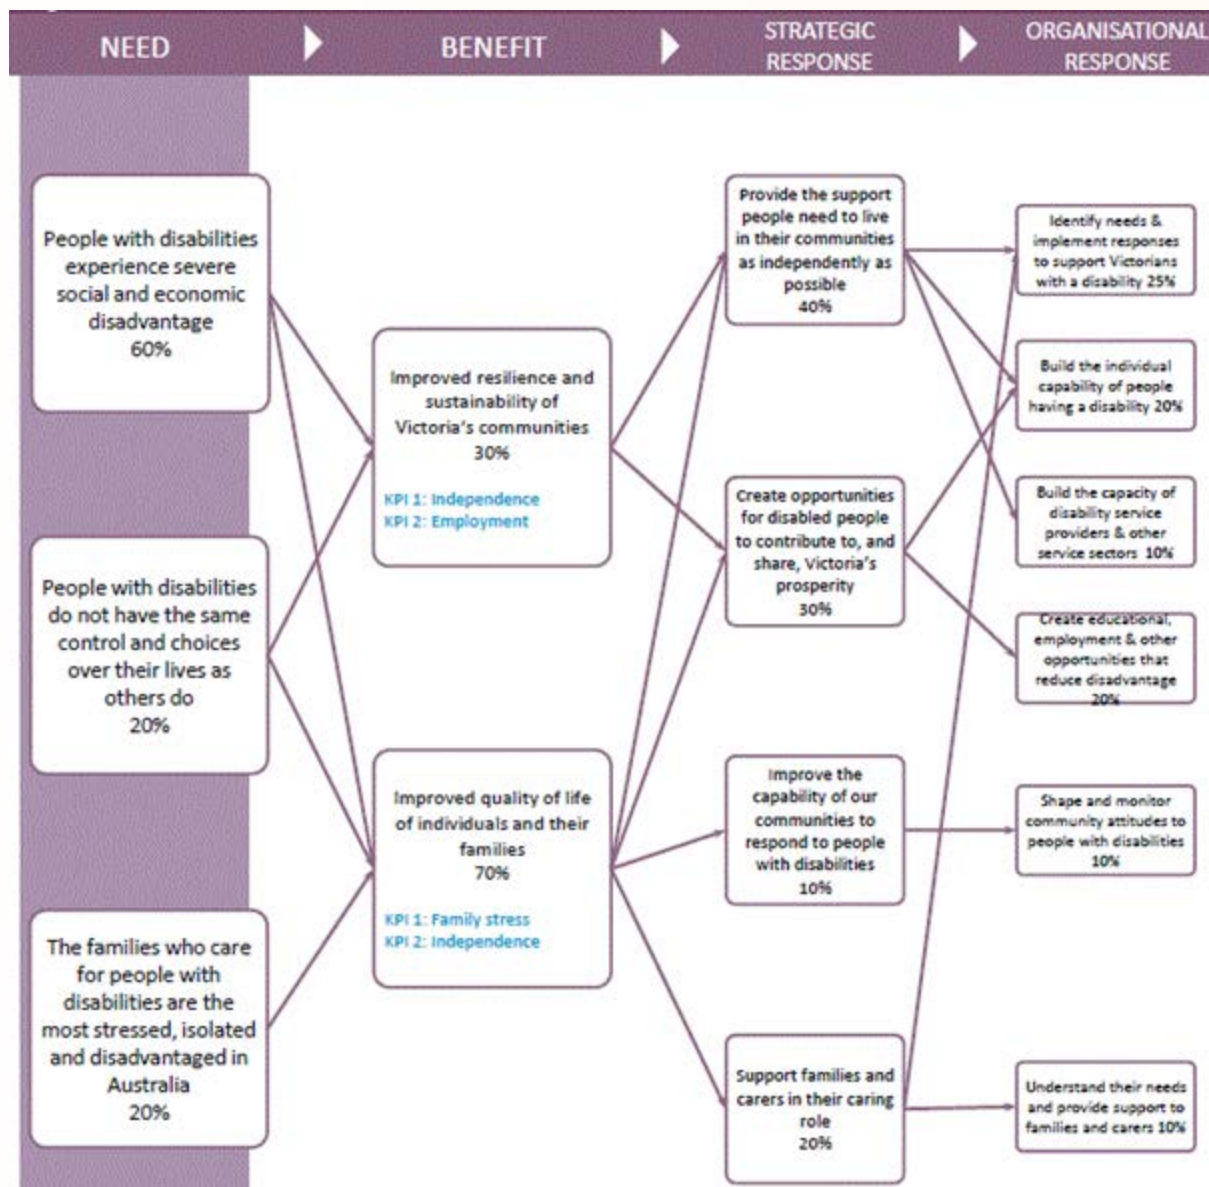 NEED
BENEFIT
STRATEGIC
RESPONSE
ORGANISATIONAL
RESPONSE
People with disabilities
experience severe
social and economic
disadvantage
60%
People with disabilities
do not have the same
control and choices
over their lives as
others do
20%
The families who care
for people with
disabilities are the
most stressed, isolated
and disadvantaged in
Australia
20%
Improved resilience and
sustainability of
Victoria's communities
30%
KPI 1: Independence
KPI 2: Employment
Improved quality of life
of individuals and their
families
70%
KPI 1: Family stress
KPI 2: Independence
Provide the support
people need to live
in their communities
as independently as
possible
40%
Create opportunities
for disabled people
to contribute to, and
share, Victoria's
prosperity
30%
Improve the
capability of our
communities to
respond to people
with disabilities
10%
Support families and
carers in their caring
role
20%
Identify needs &
implement responses
to support Victorians
with a disability 25%
Build the individual
capability of people
having a disability 20%
Build the capacity of
disability service
providers & other
service sectors 10%
Create educational,
employment & other
opportunities that
reduce disadvantage
20%
Shape and monitor
community attitudes to
people with disabilities
10%
Understand their needs
and provide support to
families and carers 10%